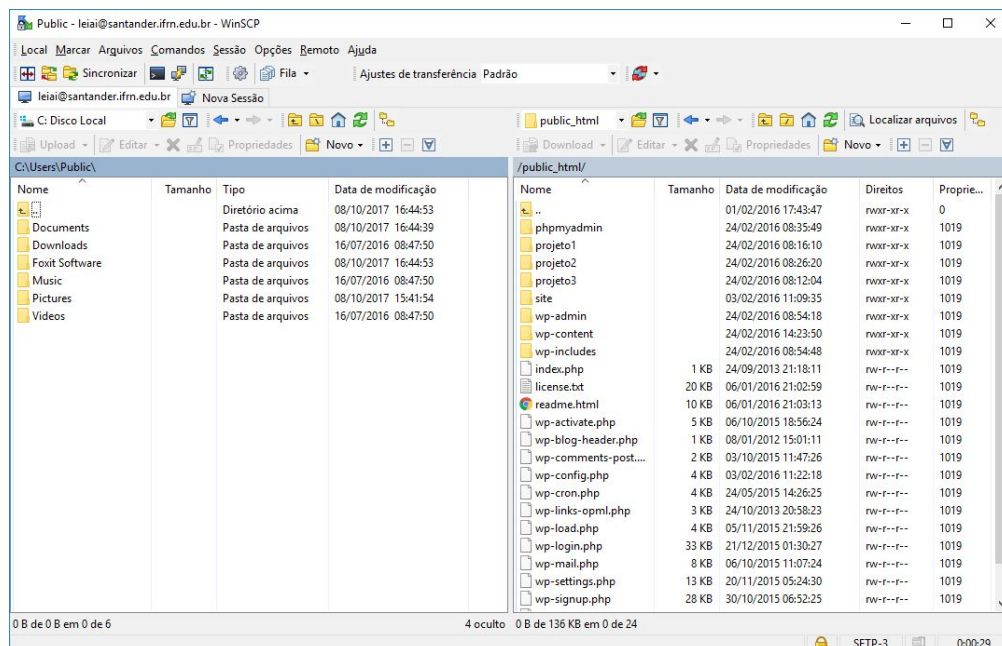 Public - leiai@santander.ifrn.edu.br - WinSCP
Local Marcar Arquivos Comandos Sessão Opções Remoto Ajuda
Sincronizar Fila Ajustes de transferência Padrão
leiai@santander.ifrn.edu.br Nova Sessão
C: Disco Local public_html Localizar arquivos
Upload Editar Propriedades Novo Download Editar Propriedades Novo
C:\Users\Public\ /public_html/
Nome Tamanho Tipo Data de modificação Nome Tamanho Data de modificação Direitos Proprie...
.. Diretório acima 08/10/2017 16:44:53 .. 01/02/2016 17:43:47 rwxr-xr-x 0
Documents Pasta de arquivos 08/10/2017 16:44:39 phpmyadmin 24/02/2016 08:35:49 rwxr-xr-x 1019
Downloads Pasta de arquivos 16/07/2016 08:47:50 projeto1 24/02/2016 08:16:10 rwxr-xr-x 1019
Foxit Software Pasta de arquivos 08/10/2017 16:44:53 projeto2 24/02/2016 08:26:20 rwxr-xr-x 1019
Music Pasta de arquivos 16/07/2016 08:47:50 projeto3 24/02/2016 08:12:04 rwxr-xr-x 1019
Pictures Pasta de arquivos 08/10/2017 15:41:54 site 03/02/2016 11:09:35 rwxr-xr-x 1019
Videos Pasta de arquivos 16/07/2016 08:47:50 wp-admin 24/02/2016 08:54:18 rwxr-xr-x 1019
wp-content 24/02/2016 14:23:50 rwxr-xr-x 1019
wp-includes 24/02/2016 08:54:48 rwxr-xr-x 1019
index.php 1 KB 24/09/2013 21:18:11 rw-r--r-- 1019
license.txt 20 KB 06/01/2016 21:02:59 rw-r--r-- 1019
readme.html 10 KB 06/01/2016 21:03:13 rw-r--r-- 1019
wp-activate.php 5 KB 06/10/2015 18:56:24 rw-r--r-- 1019
wp-blog-header.php 1 KB 08/01/2012 15:01:11 rw-r--r-- 1019
wp-comments-post.... 2 KB 03/10/2015 11:47:26 rw-r--r-- 1019
wp-config.php 4 KB 03/02/2016 11:22:18 rw-r--r-- 1019
wp-cron.php 4 KB 24/05/2015 14:26:25 rw-r--r-- 1019
wp-links-opml.php 3 KB 24/10/2013 20:58:23 rw-r--r-- 1019
wp-load.php 4 KB 05/11/2015 21:59:26 rw-r--r-- 1019
wp-login.php 33 KB 21/12/2015 01:30:27 rw-r--r-- 1019
wp-mail.php 8 KB 06/10/2015 11:07:24 rw-r--r-- 1019
wp-settings.php 13 KB 20/11/2015 05:24:30 rw-r--r-- 1019
wp-signup.php 28 KB 30/10/2015 06:52:25 rw-r--r-- 1019
0 B de 0 B em 0 de 6 4 oculto 0 B de 136 KB em 0 de 24
SFTP-3 0:00:29